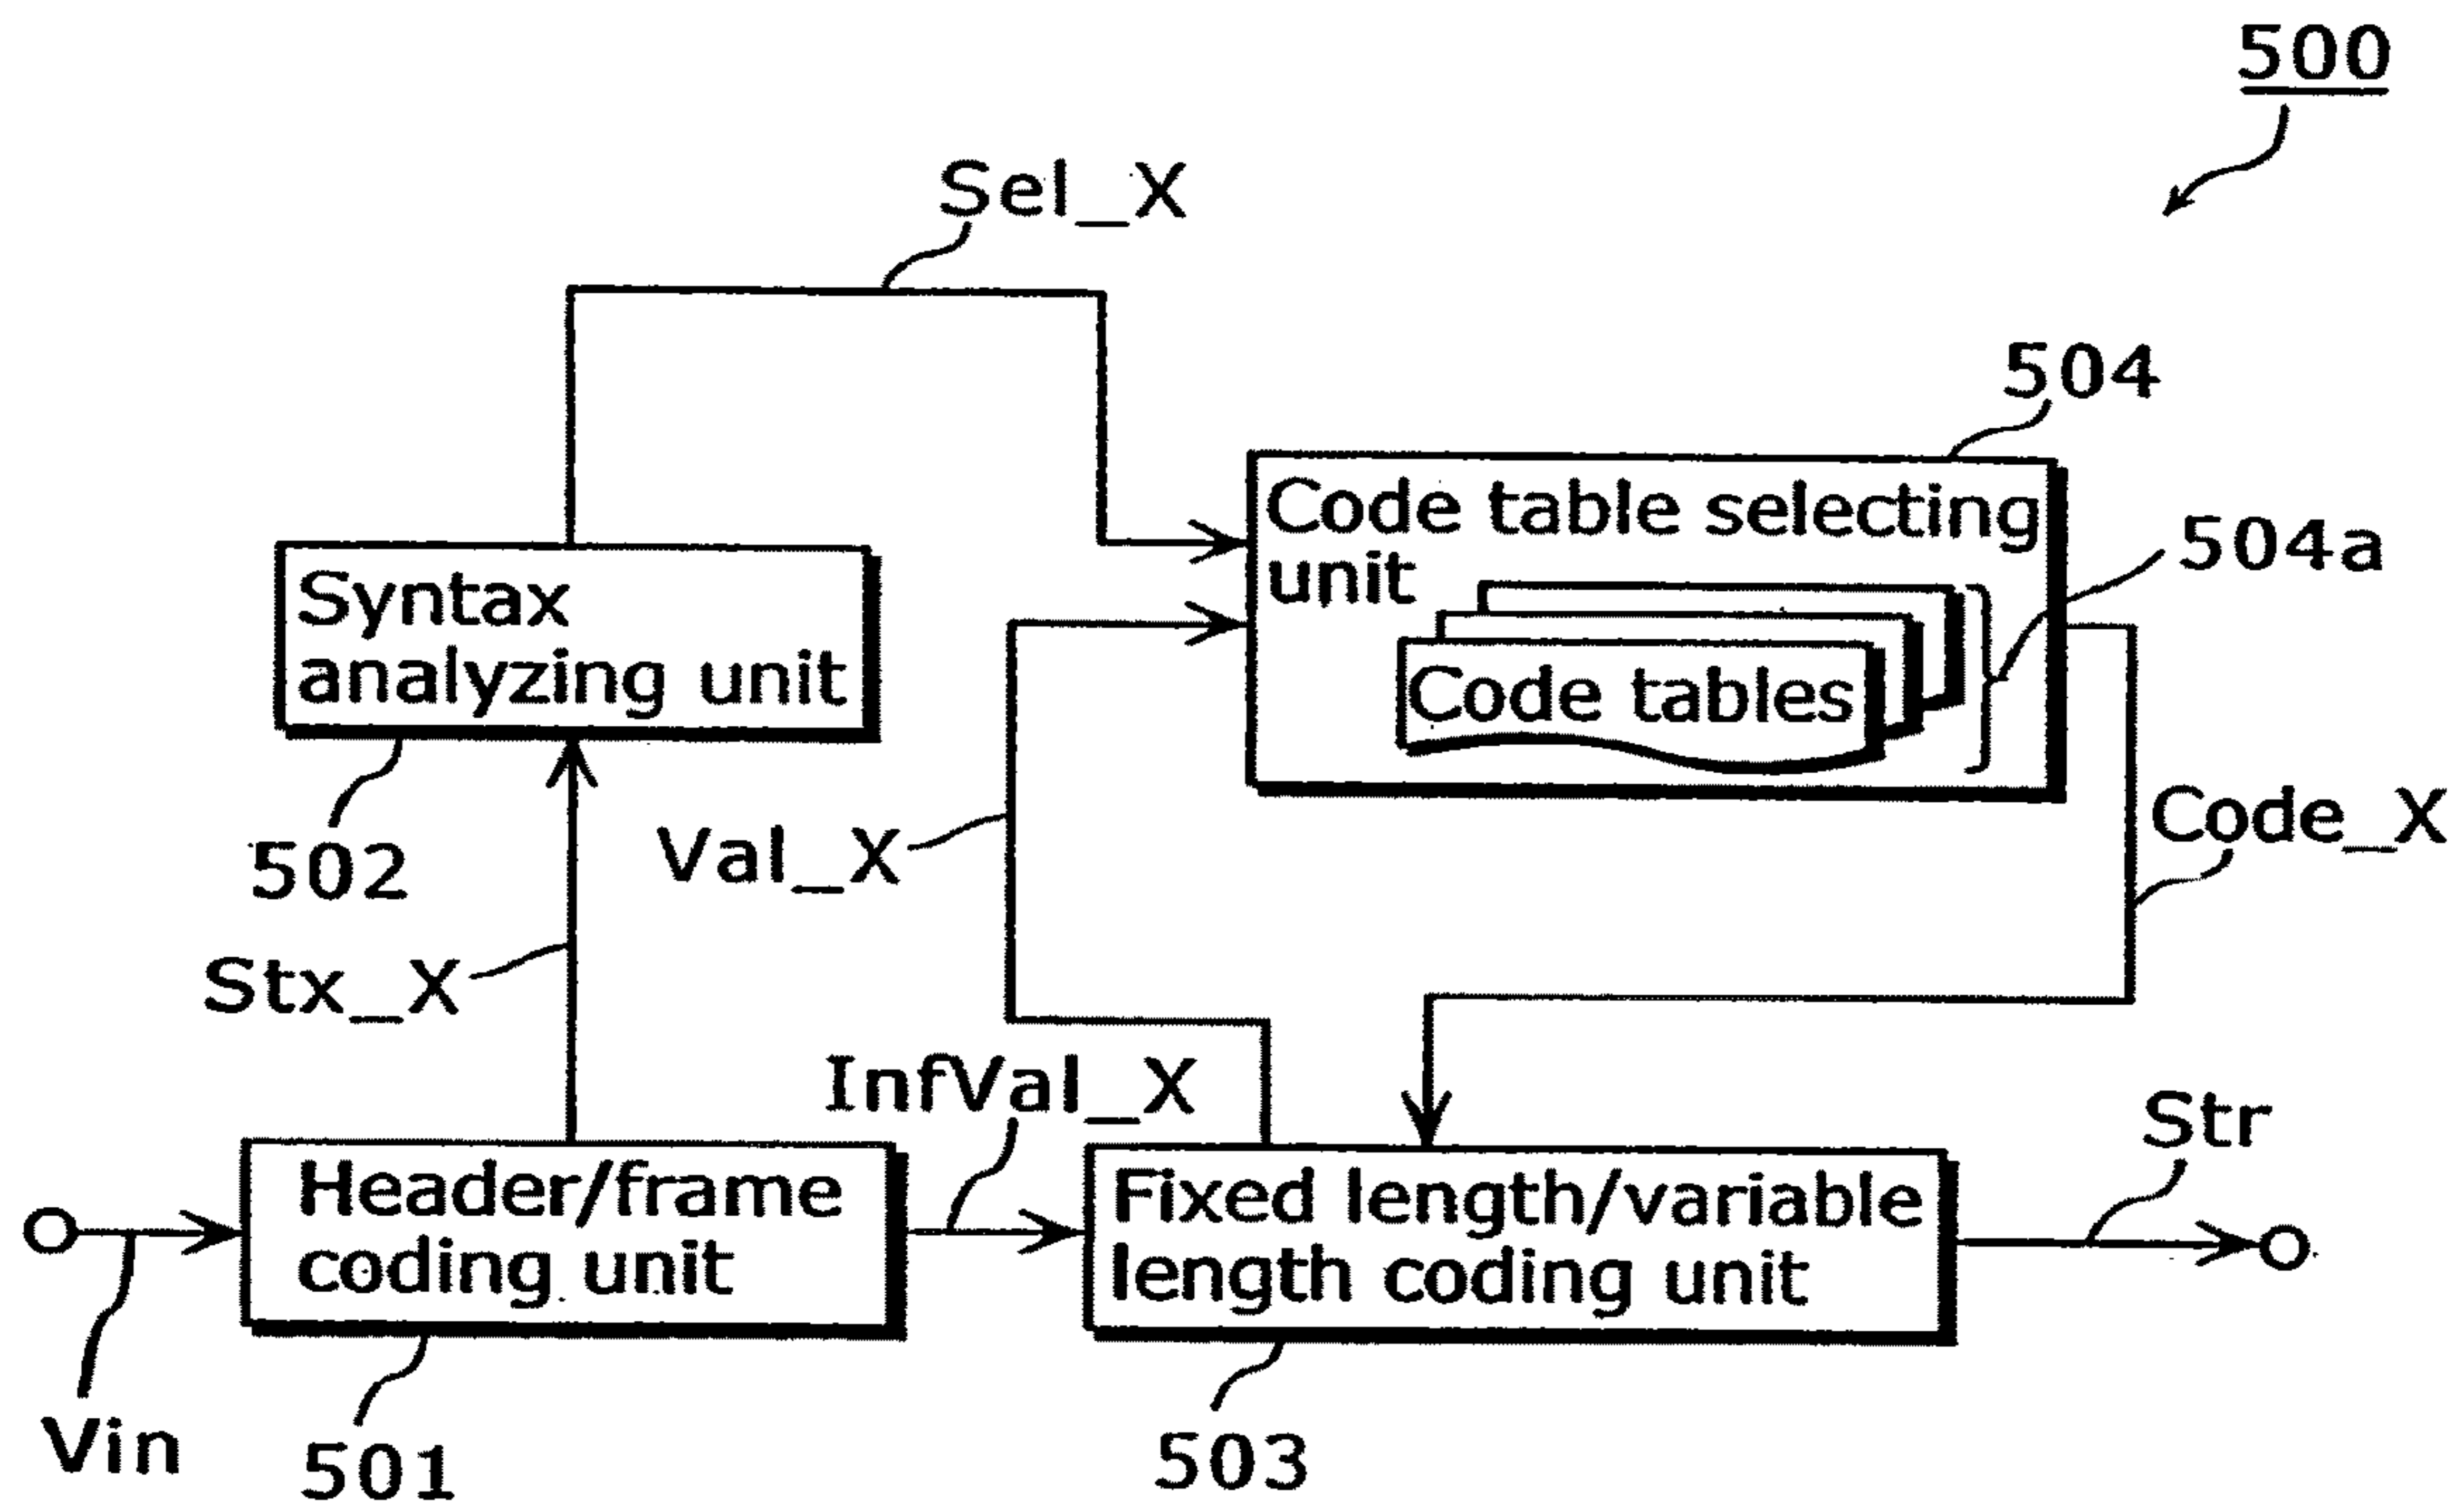 500
Sel_X
504
Code table selecting
unit
504a
Code tables
Syntax
analyzing unit
502
Val_X
Code_X
Stx_X
InfVal_X
Str
Header/frame
coding unit
Fixed length/variable
length coding unit
Vin
501
503